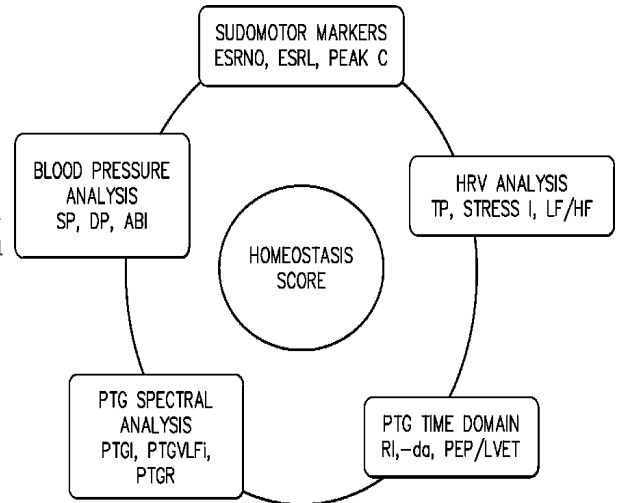 SUDOMOTOR MARKERS
ESRNO, ESRL, PEAK C
BLOOD PRESSURE
ANALYSIS
SP, DP, ABI
HRV ANALYSIS
TP, STRESS I, LF/HF
HOMEOSTASIS
SCORE
PTG SPECTRAL
ANALYSIS
PTGI, PTGVLFi,
PTGR
PTG TIME DOMAIN
RI,-da, PEP/LVET